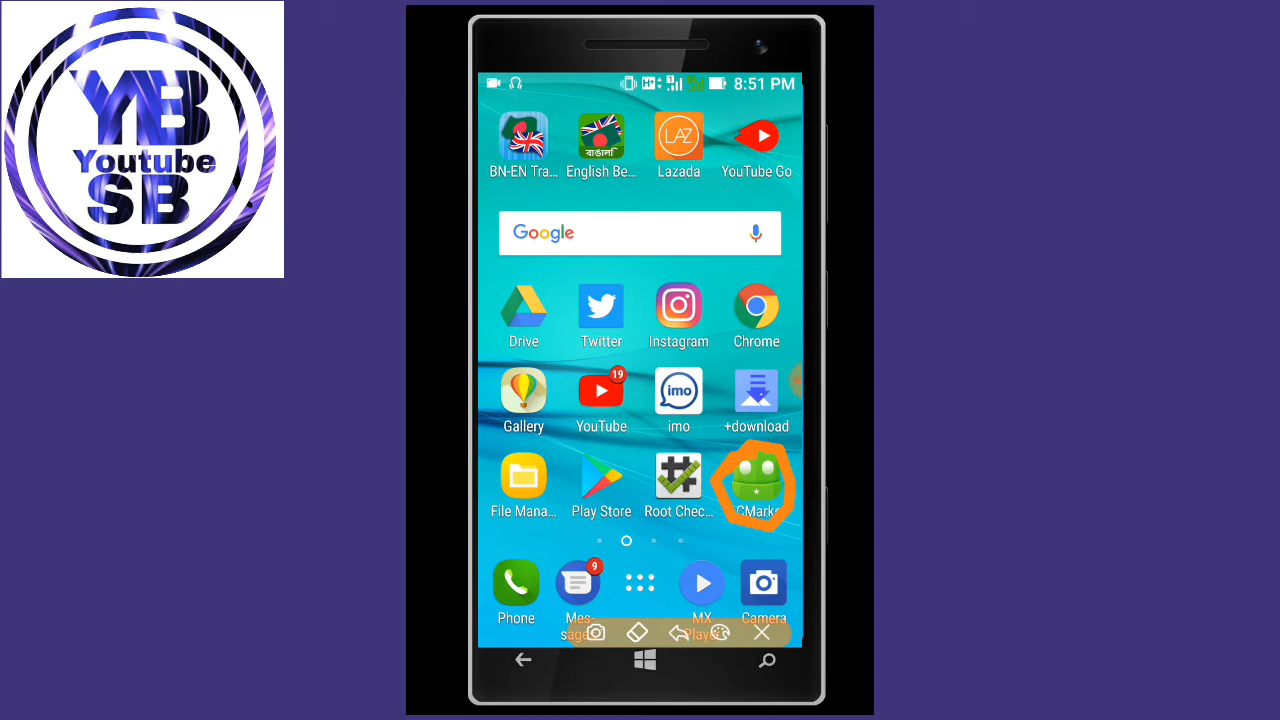 YB
Youtube
SB
8:51 PM
বাঙালি
LAZ
BN-EN Tra...
English Be...
Lazada
YouTube Go
Google
Drive
Twitter
Instagram
Chrome
19
imo
Gallery
YouTube
imo
+download
File Mana...
Play Store
Root Chec...
CMarke
9
Phone
Mes-
sage
MX
Player
Camera